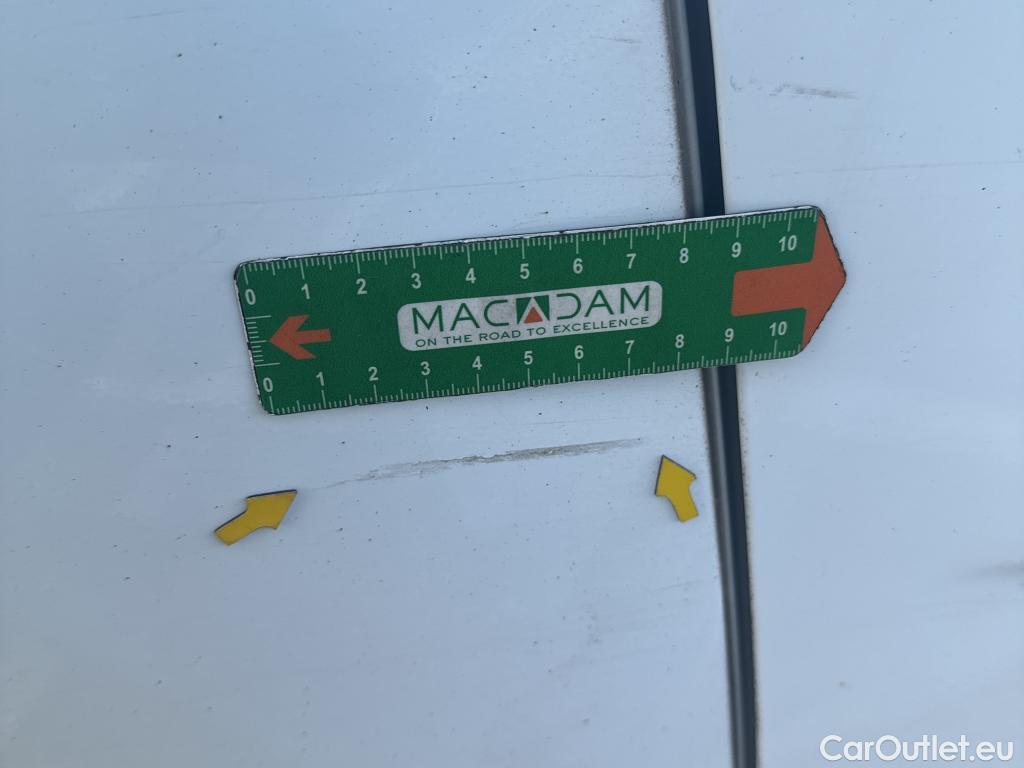 0 1 2 3 4 5 6 7 8 9 10
MACADAM
ON THE ROAD TO EXCELLENCE
0 1 2 3 4 5 6 7 8 9 10
CarOutlet.eu